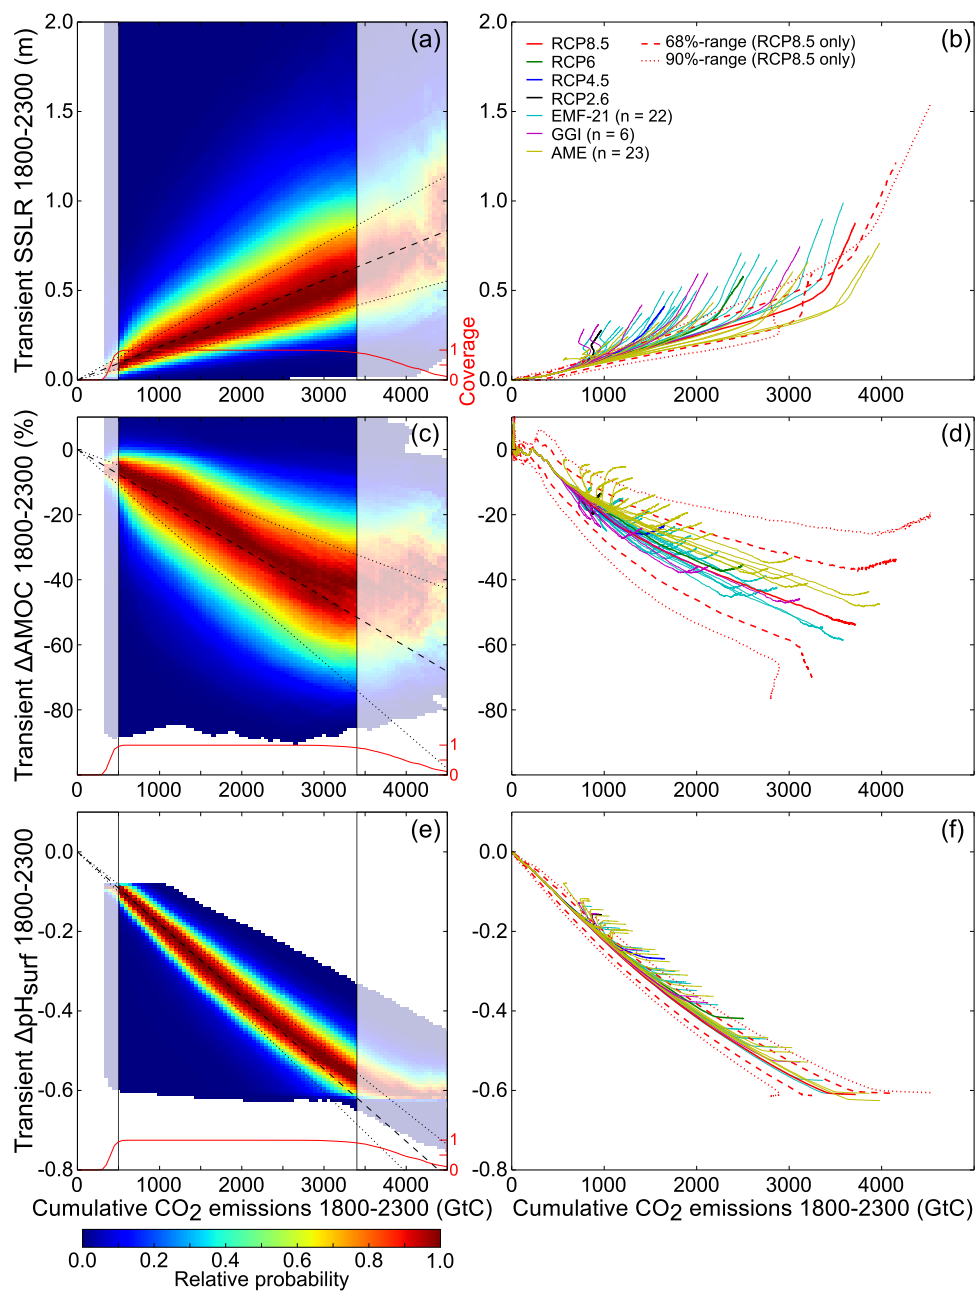 (a)
Transient SSLR 1800-2300 (m)
2.0
1.5
1.0
0.5
0.0
0 1000 2000 3000 4000
1
0
Coverage
(b)
RCP8.5
RCP6
RCP4.5
RCP2.6
EMF-21 (n = 22)
GGI (n = 6)
AME (n = 23)
68%-range (RCP8.5 only)
90%-range (RCP8.5 only)
2.0
1.5
1.0
0.5
0.0
0 1000 2000 3000 4000
(c)
Transient ΔAMOC 1800-2300 (%)
0
-20
-40
-60
-80
0 1000 2000 3000 4000
1
0
(d)
0
-20
-40
-60
-80
0 1000 2000 3000 4000
(e)
Transient ΔpHsurf 1800-2300
0.0
-0.2
-0.4
-0.6
-0.8
0 1000 2000 3000 4000
1
0
Cumulative CO2 emissions 1800-2300 (GtC)
(f)
0.0
-0.2
-0.4
-0.6
-0.8
0 1000 2000 3000 4000
Cumulative CO2 emissions 1800-2300 (GtC)
0.0 0.2 0.4 0.6 0.8 1.0
Relative probability